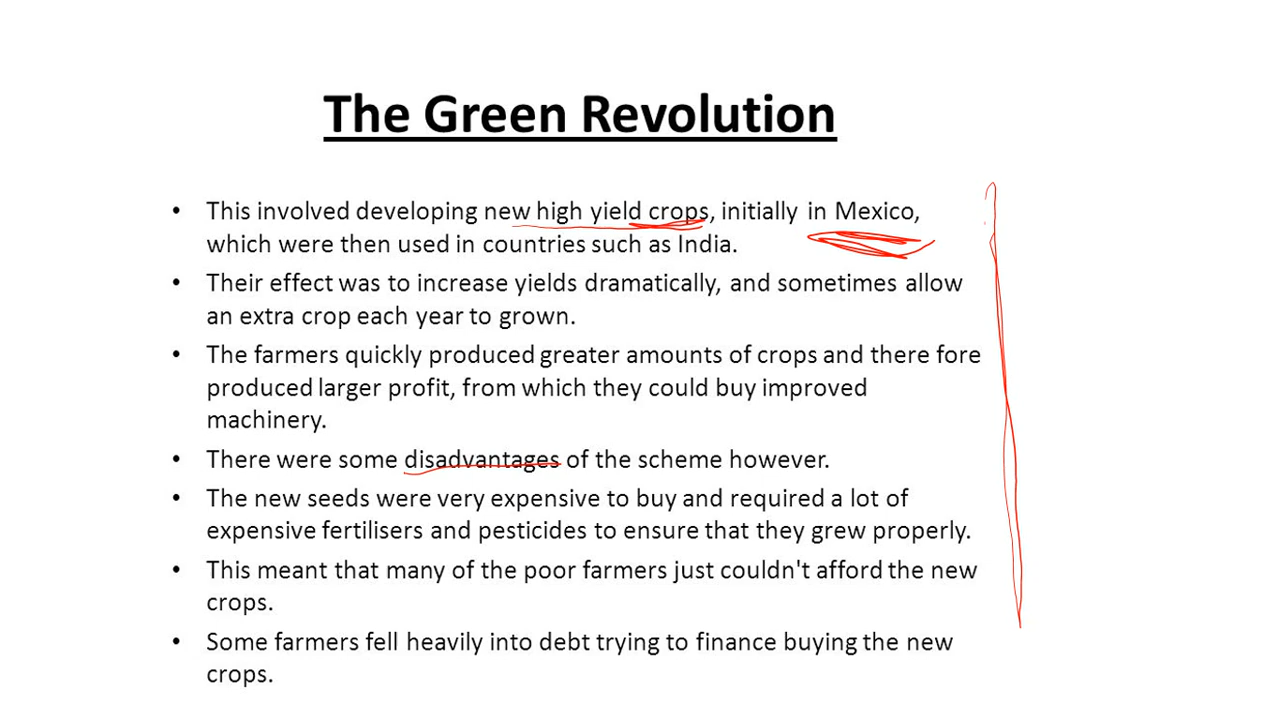 The Green Revolution
• This involved developing new high yield crops, initially in Mexico,
which were then used in countries such as India.
• Their effect was to increase yields dramatically, and sometimes allow
an extra crop each year to grown.
• The farmers quickly produced greater amounts of crops and there fore
produced larger profit, from which they could buy improved
machinery.
• There were some disadvantages of the scheme however.
• The new seeds were very expensive to buy and required a lot of
expensive fertilisers and pesticides to ensure that they grew properly.
• This meant that many of the poor farmers just couldn't afford the new
crops.
• Some farmers fell heavily into debt trying to finance buying the new
crops.